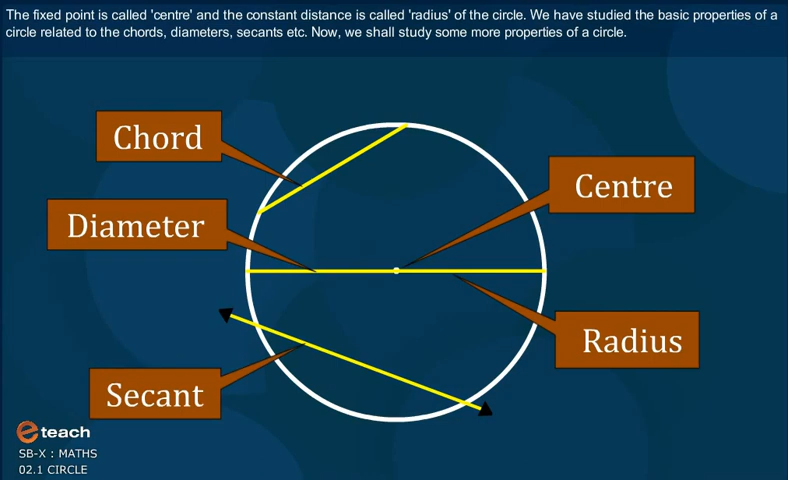 The fixed point is called 'centre' and the constant distance is called 'radius' of the circle. We have studied the basic properties of a
circle related to the chords, diameters, secants etc. Now, we shall study some more properties of a circle.
Chord
Centre
Diameter
Radius
Secant
e teach
SB-X : MATHS
02.1 CIRCLE